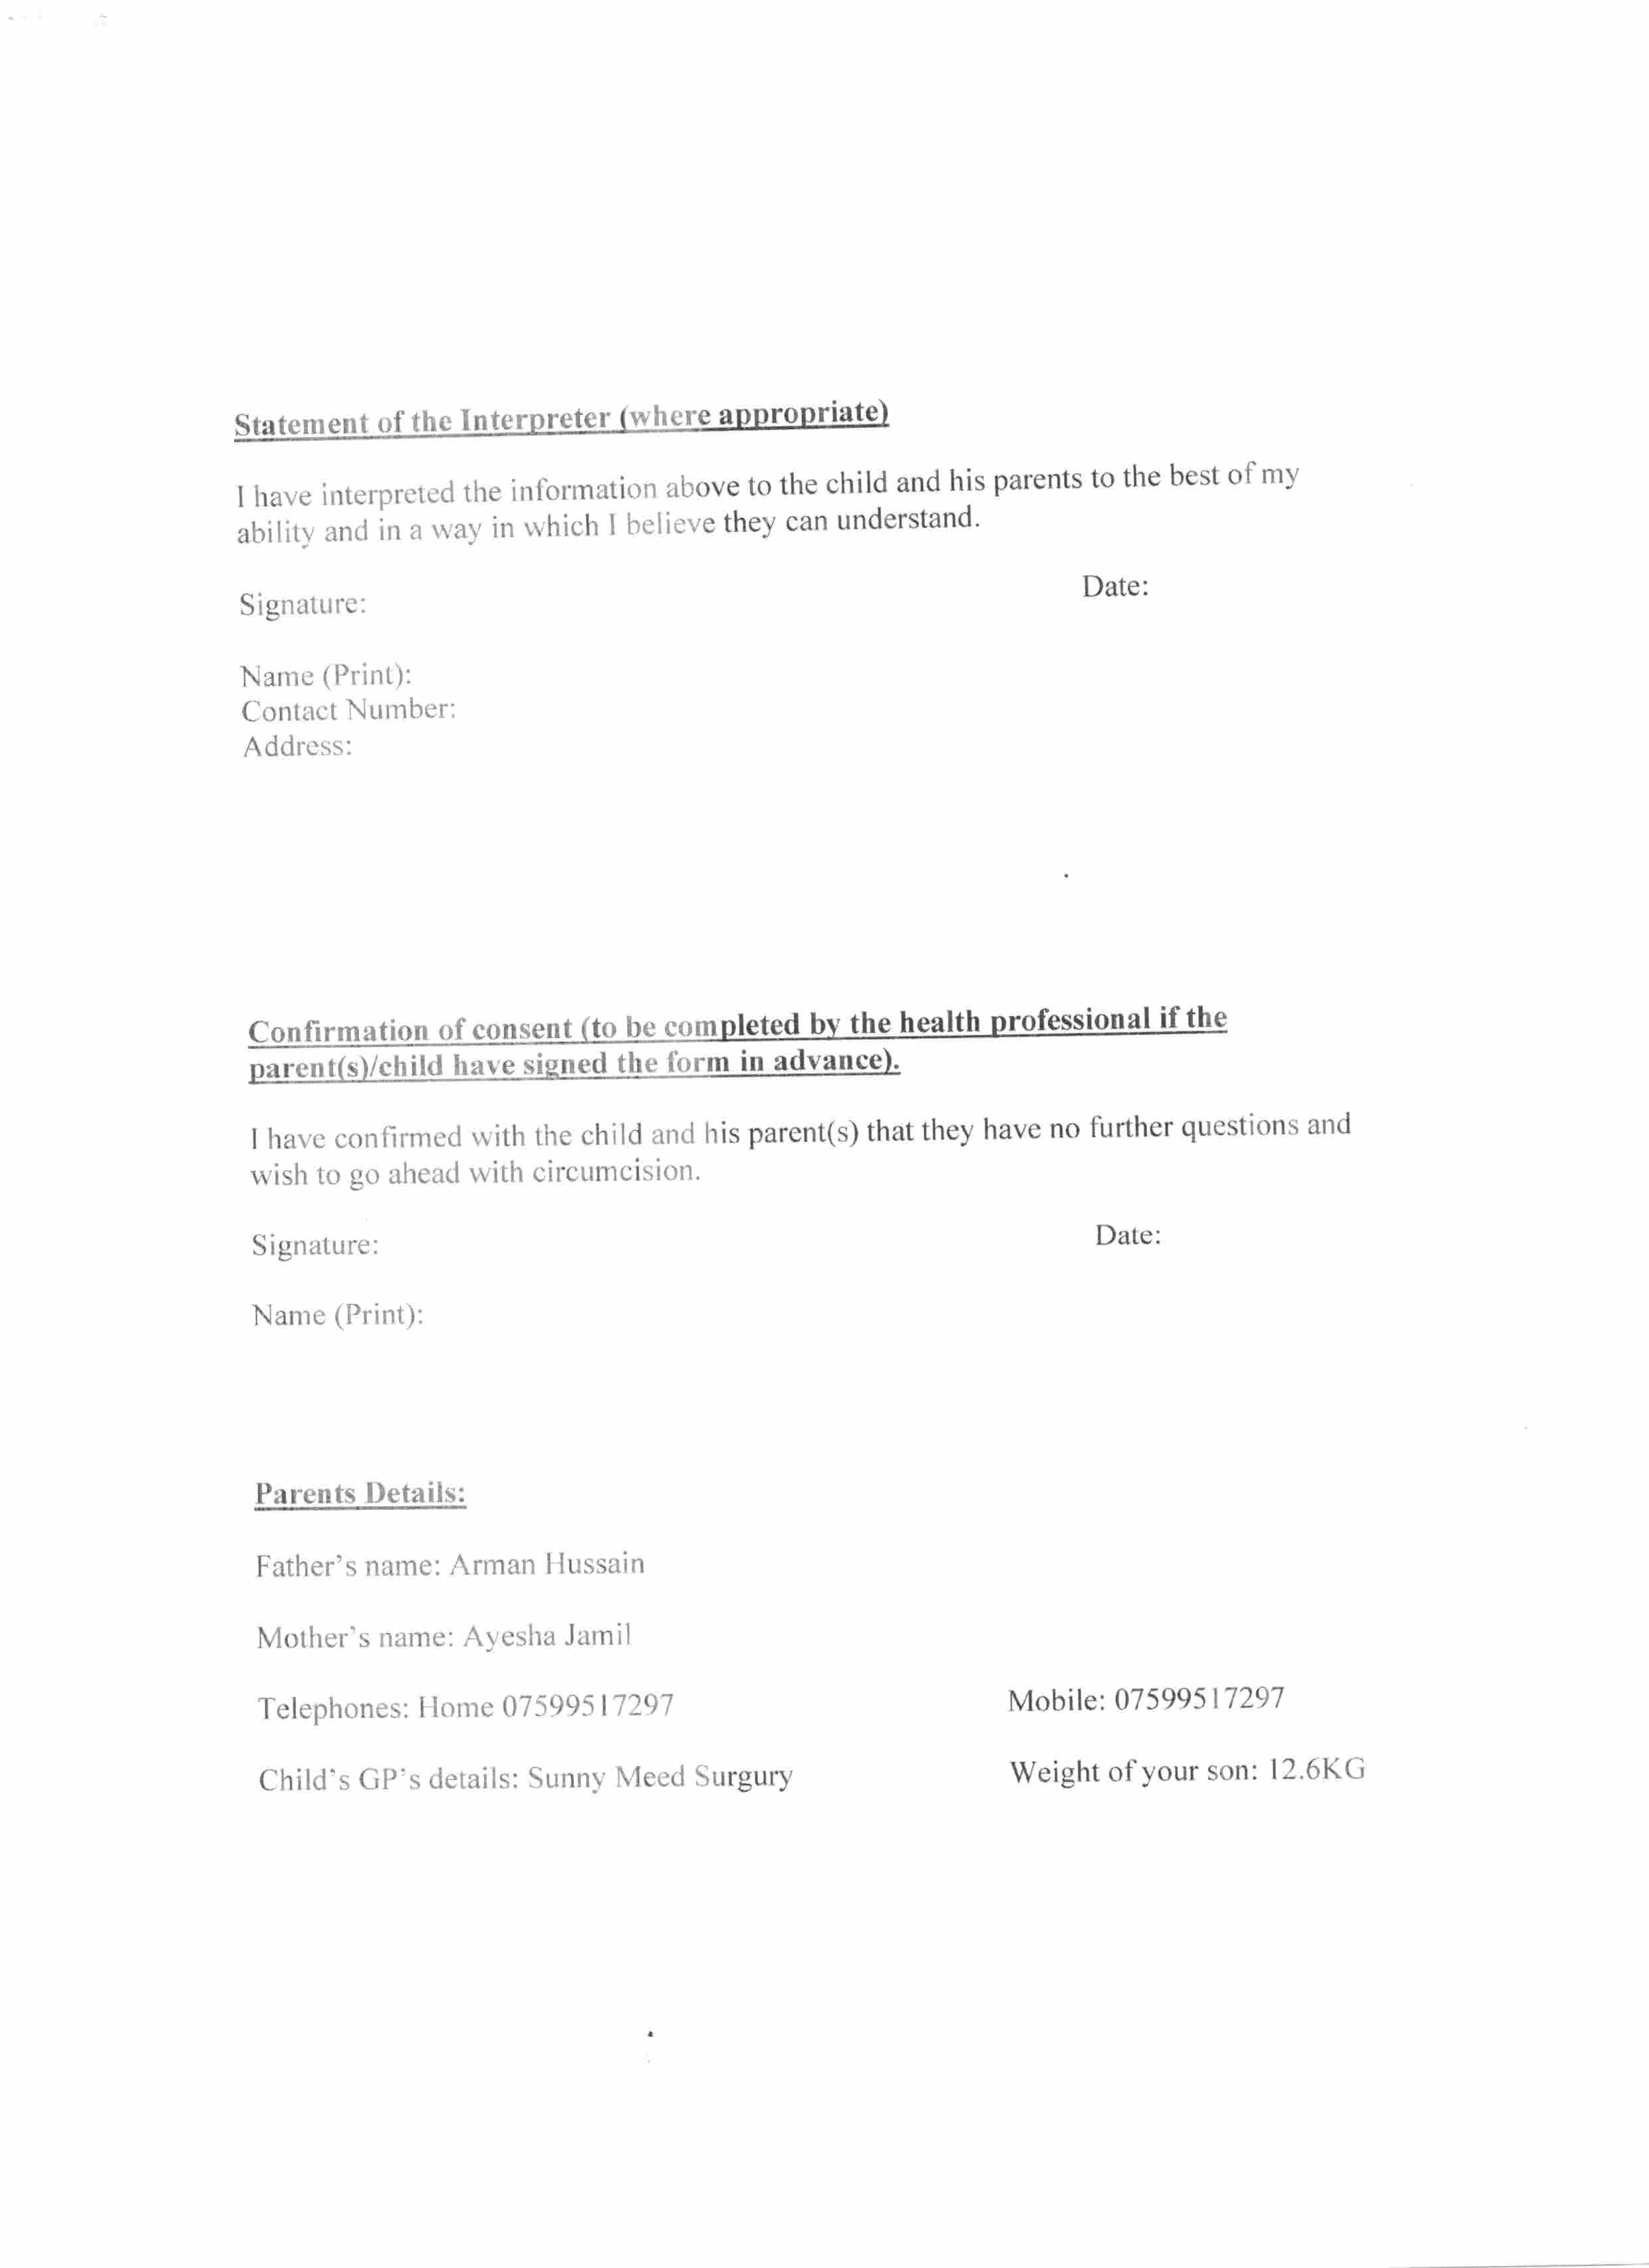 Statement of the Interpreter (where appropriate)
I have interpreted the information above to the child and his parents to the best of my
ability and in a way in which I believe they can understand.
Signature: Date:
Name (Print):
Contact Number:
Address:
Confirmation of consent (to be completed by the health professional if the
parent(s)/child have signed the form in advance).
I have confirmed with the child and his parent(s) that they have no further questions and
wish to go ahead with circumcision.
Signature: Date:
Name (Print):
Parents Details:
Father's name: Arman Hussain
Mother's name: Ayesha Jamil
Telephones: Home 07599517297 Mobile: 07599517297
Child's GP's details: Sunny Meed Surgury Weight of your son: 12.6KG